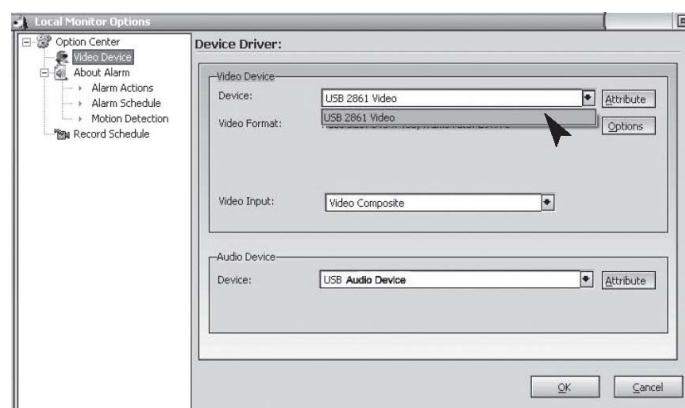 Local Monitor Options
Option Center
Video Device
About Alarm
Alarm Actions
Alarm Schedule
Motion Detection
Record Schedule
Device Driver:
Video Device
Device:
USB 2861 Video
Attribute
USB 2861 Video
Video Format:
Options
Video Input:
Video Composite
Audio Device
Device:
USB Audio Device
Attribute
OK
Cancel